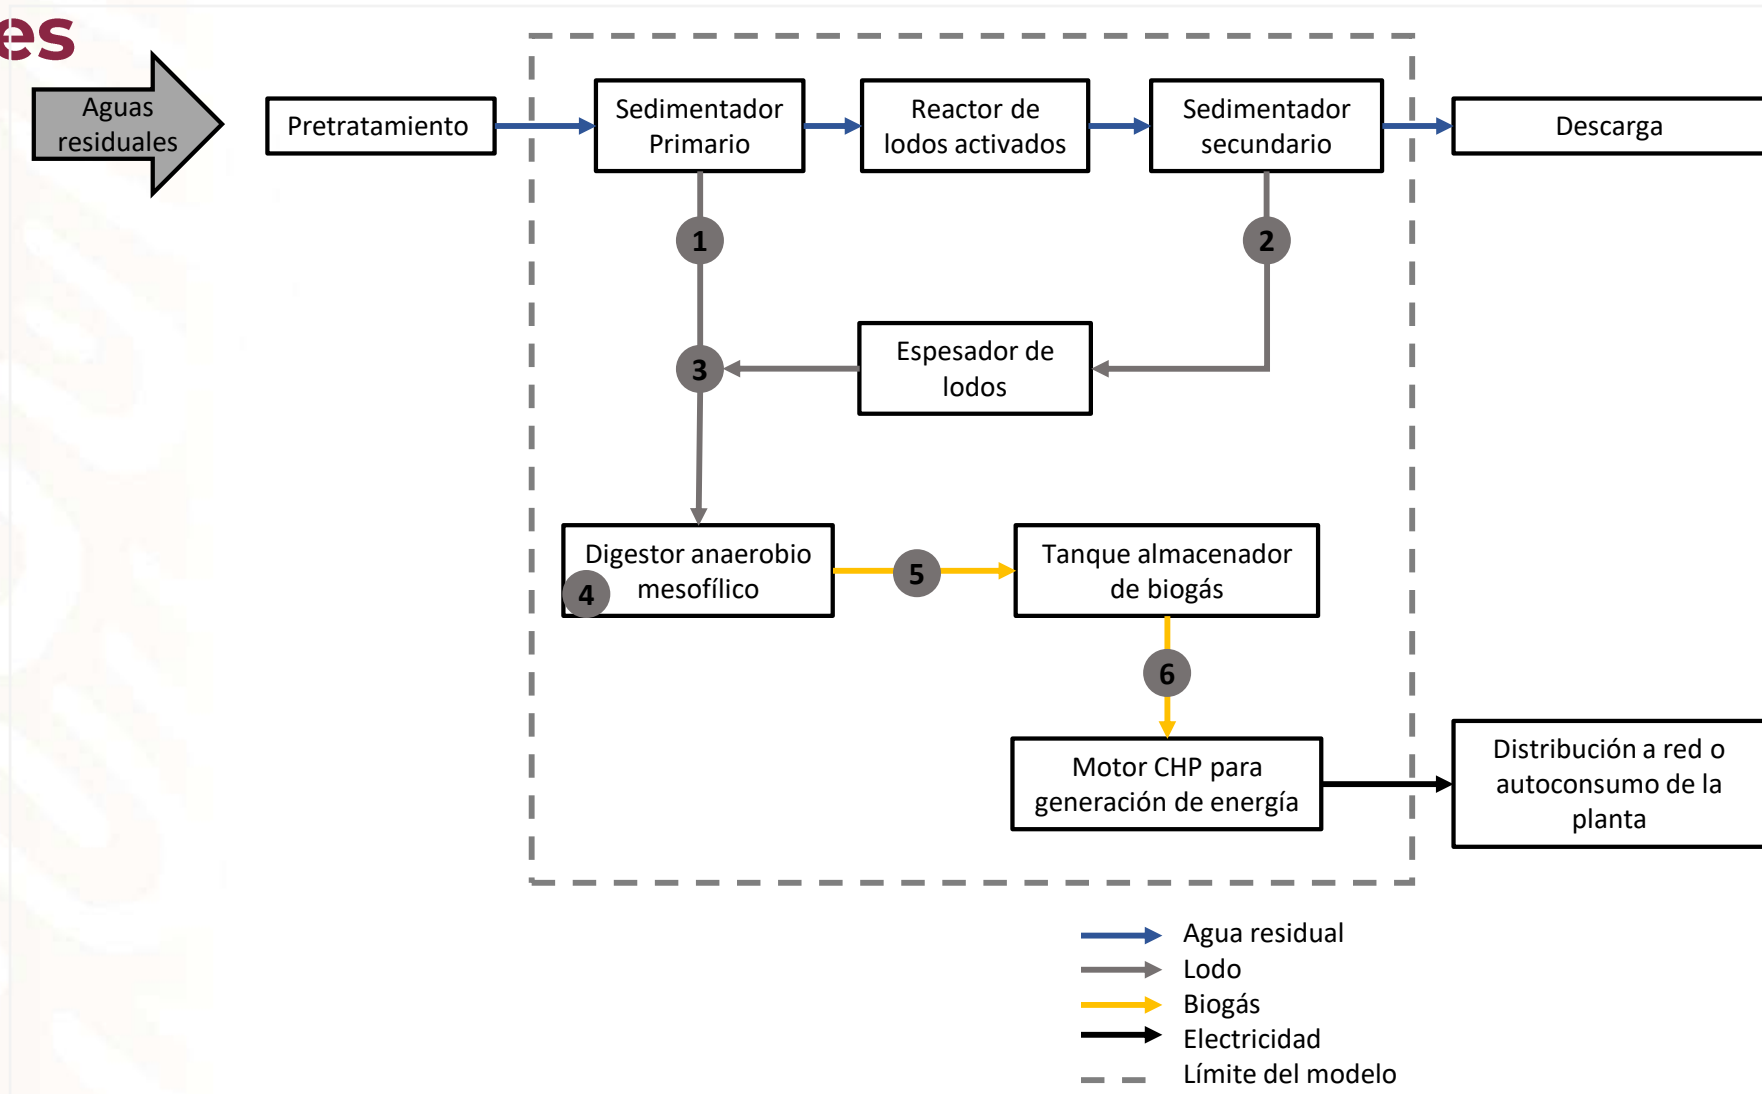 es
Aguas
residuales
Pretratamiento
Sedimentador
Primario
Reactor de
lodos activados
Sedimentador
secundario
Descarga
1
2
3
Espesador de
lodos
Digestor anaerobio
mesofílico
4
5
Tanque almacenador
de biogás
6
Motor CHP para
generación de energía
Distribución a red o
autoconsumo de la
planta
Agua residual
Lodo
Biogás
Electricidad
Límite del modelo